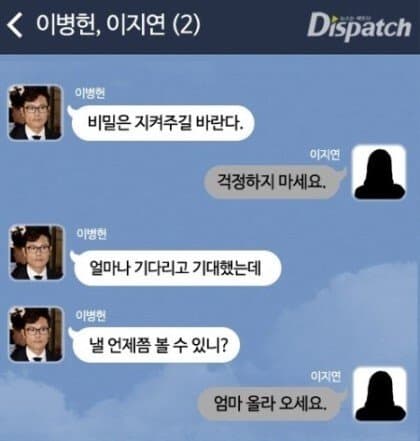 이병헌, 이지연 (2)
Dispatch
이병헌
비밀은 지켜주길 바란다.
이지연
걱정하지 마세요.
이병헌
얼마나 기다리고 기대했는데
이병헌
낼 언제쯤 볼 수 있니?
이지연
엄마 올라 오세요.